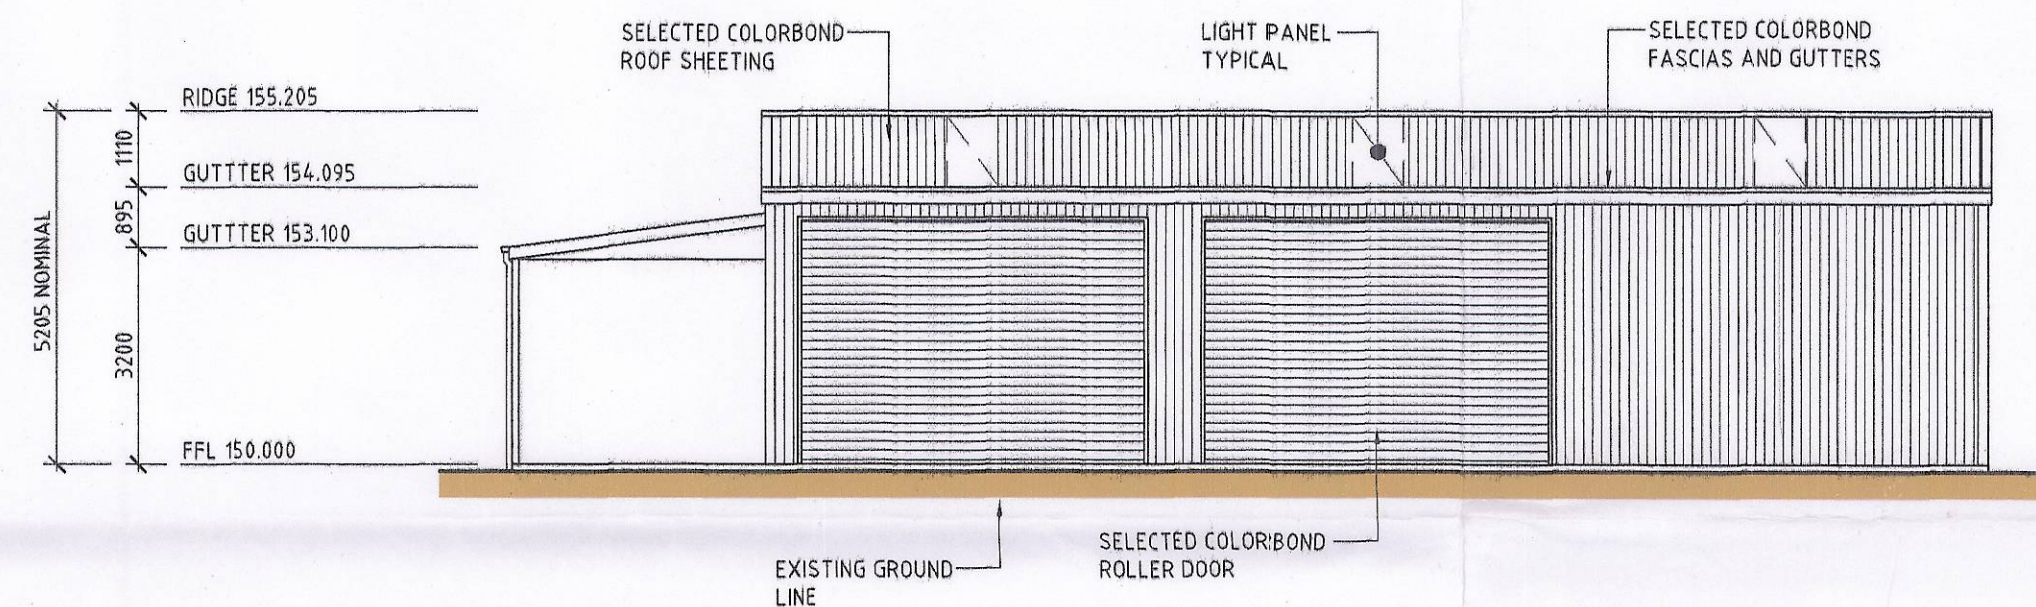 SELECTED COLORBOND
ROOF SHEETING
LIGHT PANEL
TYPICAL
SELECTED COLORBOND
FASCIAS AND GUTTERS
RIDGE 155.205
1110
GUTTTER 154.095
895
GUTTTER 153.100
5205 NOMINAL
3200
FFL 150.000
EXISTING GROUND
LINE
SELECTED COLORBOND
ROLLER DOOR